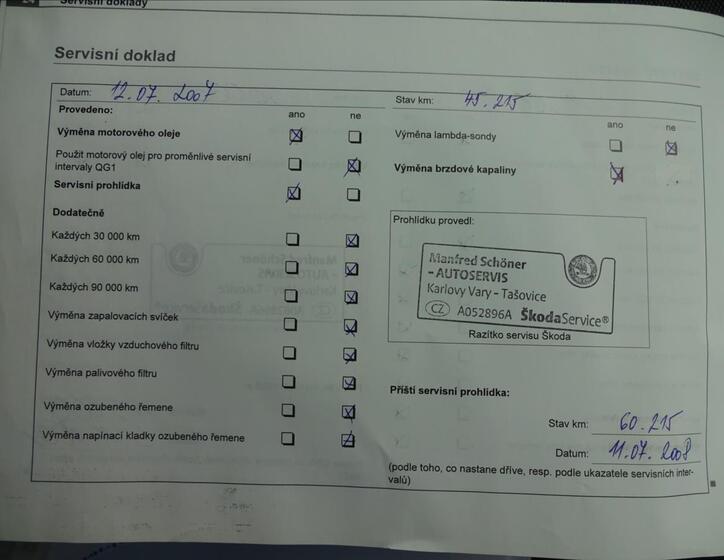 Servisní doklady
Servisní doklad
Datum: 12.07. 2007
Provedeno: ano ne
Výměna motorového oleje
Použit motorový olej pro proměnlivé servisní
intervaly QG1
Servisní prohlídka
Dodatečně
Každých 30 000 km
Každých 60 000 km
Každých 90 000 km
Výměna zapalovacích svíček
Výměna vložky vzduchového filtru
Výměna palivového filtru
Výměna ozubeného řemene
Výměna napínací kladky ozubeného řemene
Stav km: 45.215
ano ne
Výměna lambda-sondy
Výměna brzdové kapaliny
Prohlídku provedl:
Manfred Schöner
- AUTOSERVIS
Karlovy Vary - Tašovice
CZ A052896A ŠkodaService®
Razítko servisu Škoda
Příští servisní prohlídka:
Stav km: 60.215
Datum: 11.07. 2008
(podle toho, co nastane dříve, resp. podle ukazatele servisních inter-
valů)